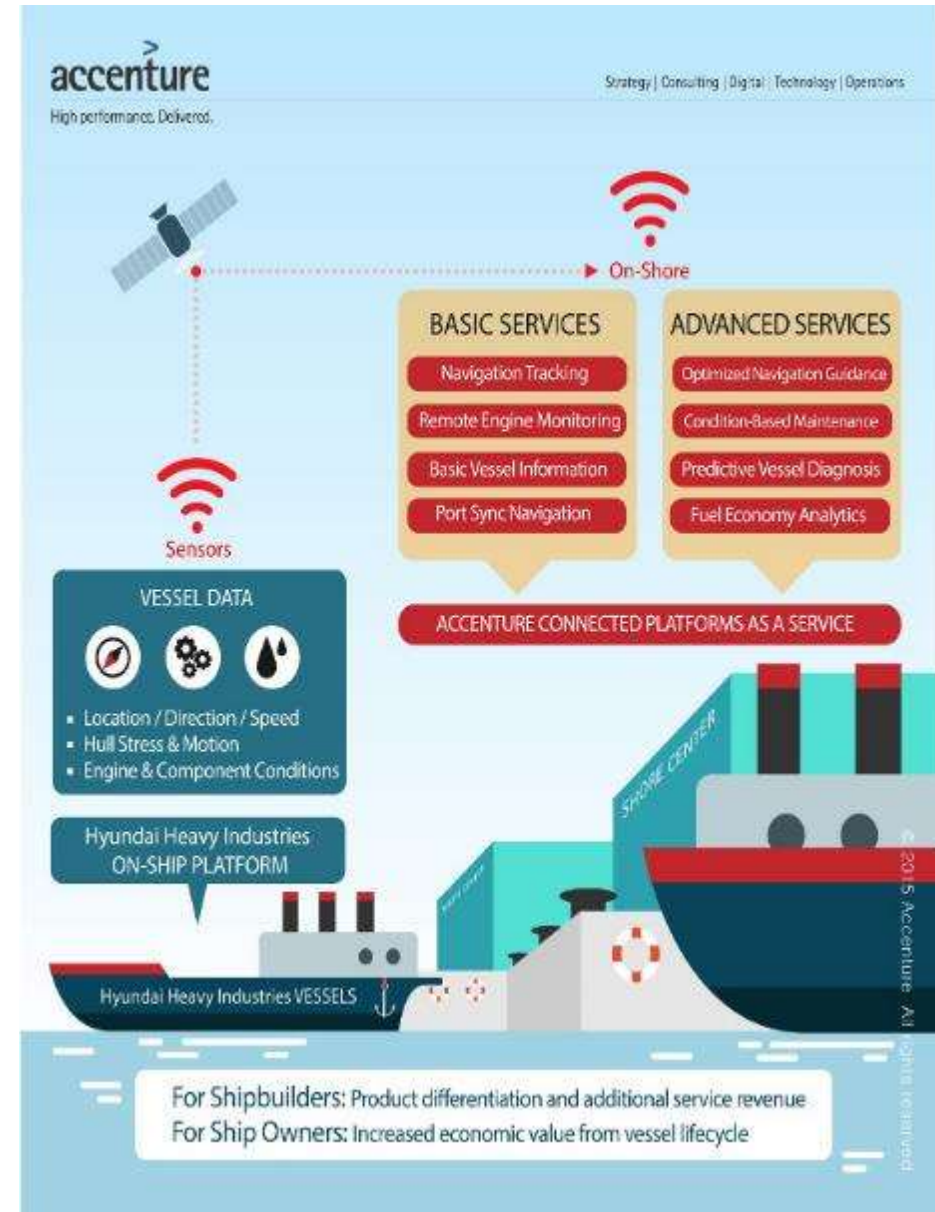 accenture
High performance. Delivered.
Strategy | Consulting | Digital | Technology | Operations
On-Shore
BASIC SERVICES
Navigation Tracking
Remote Engine Monitoring
Basic Vessel Information
Port Sync Navigation
ADVANCED SERVICES
Optimized Navigation Guidance
Condition-Based Maintenance
Predictive Vessel Diagnosis
Fuel Economy Analytics
ACCENTURE CONNECTED PLATFORMS AS A SERVICE
Sensors
VESSEL DATA
Location / Direction / Speed
Hull Stress & Motion
Engine & Component Conditions
Hyundai Heavy Industries
ON-SHIP PLATFORM
SHORE CENTER
Hyundai Heavy Industries VESSELS
For Shipbuilders: Product differentiation and additional service revenue
For Ship Owners: Increased economic value from vessel lifecycle
© 2015 Accenture All rights reserved